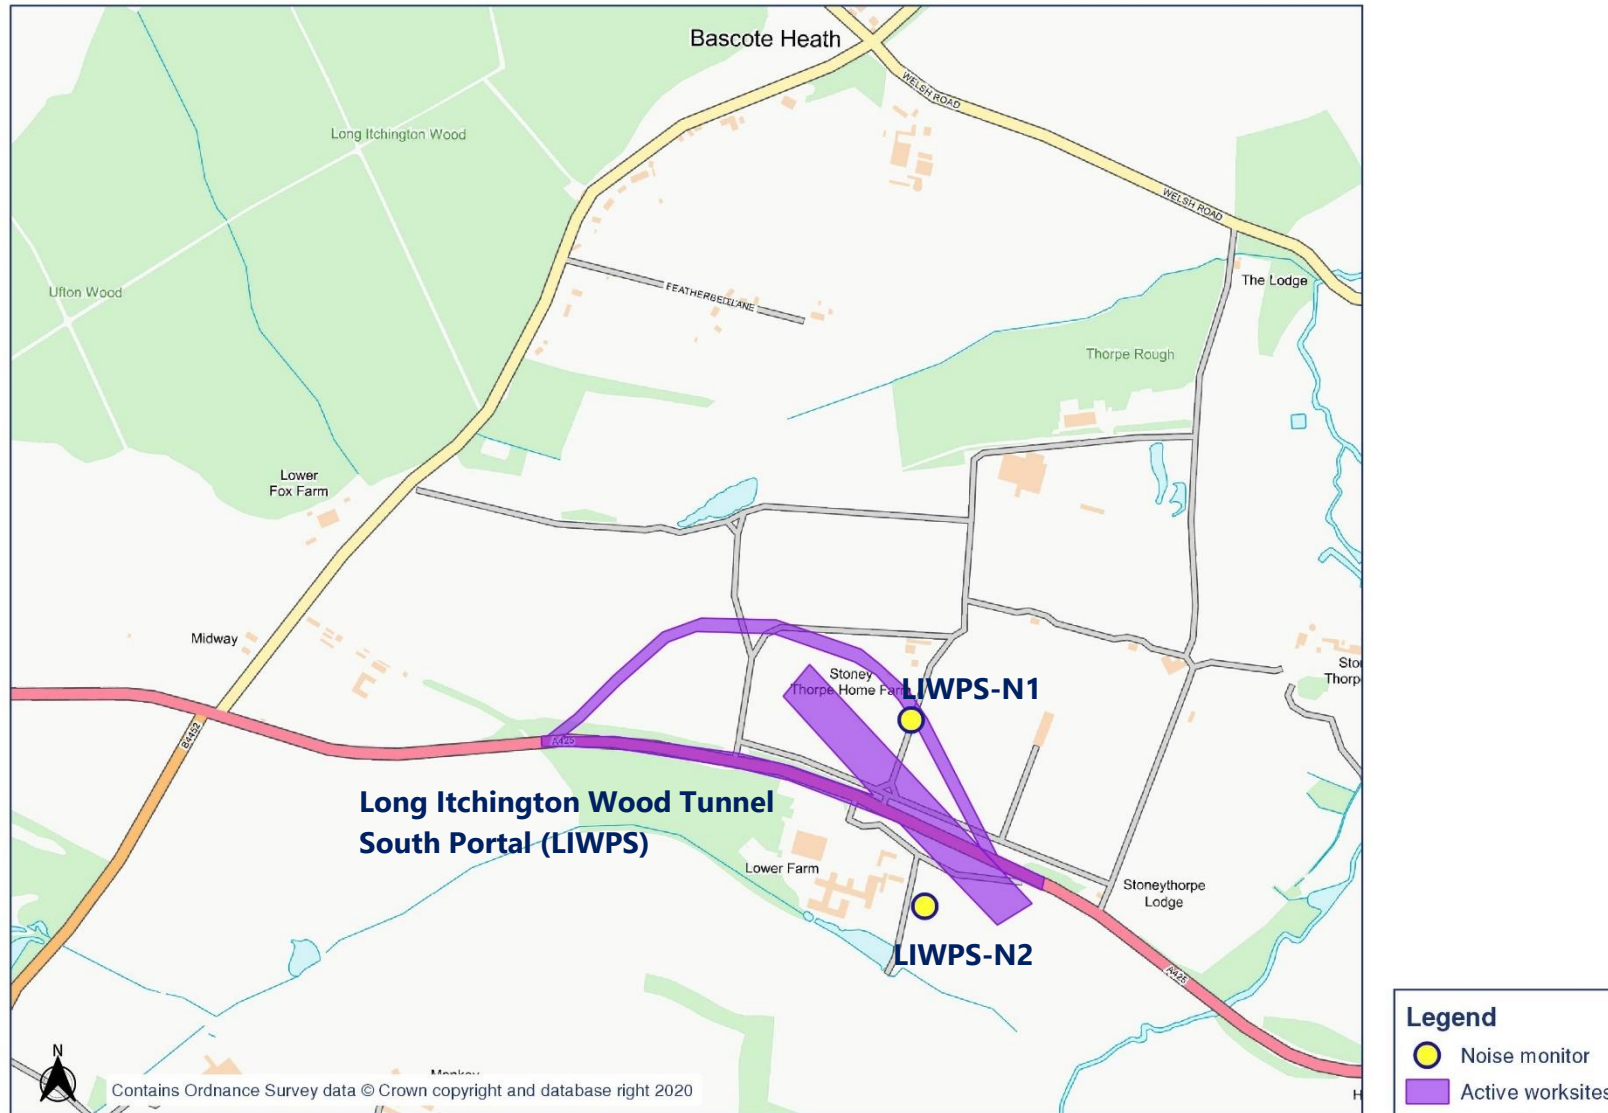 Bascote Heath
WELSH ROAD
Long Itchington Wood
WELSH ROAD
The Lodge
Ufton Wood
FEATHERBED LANE
Thorpe Rough
Lower
Fox Farm
Midway
Stoney
Thorpe Home Farm
LIWPS-N1
B4452
A425
Long Itchington Wood Tunnel
South Portal (LIWPS)
Lower Farm
Stoneythorpe
Lodge
LIWPS-N2
A425
N
Contains Ordnance Survey data © Crown copyright and database right 2020
Legend
Noise monitor
Active worksites